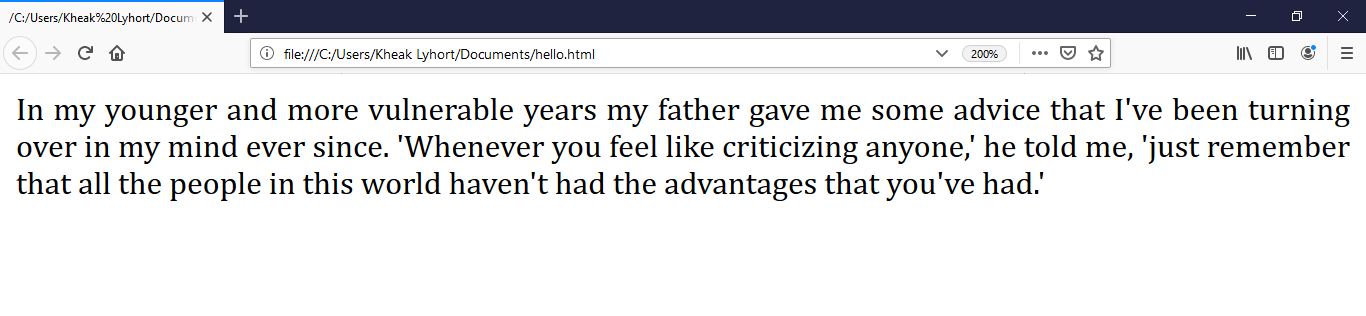 /C:/Users/Kheak%20Lyhort/Docum
file:///C:/Users/Kheak Lyhort/Documents/hello.html
200%
In my younger and more vulnerable years my father gave me some advice that I've been turning
over in my mind ever since. 'Whenever you feel like criticizing anyone,' he told me, 'just remember
that all the people in this world haven't had the advantages that you've had.'